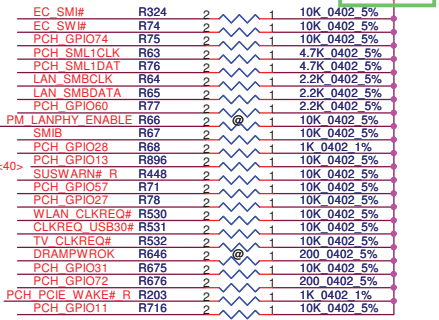 EC_SMI# R324 2 1 10K_0402_5%
EC_SWI# R74 2 1 10K_0402_5%
PCH_GPIO74 R75 2 1 10K_0402_5%
PCH_SML1CLK R63 2 1 4.7K_0402_5%
PCH_SML1DAT R76 2 1 4.7K_0402_5%
LAN_SMBCLK R64 2 1 2.2K_0402_5%
LAN_SMBDATA R65 2 1 2.2K_0402_5%
PCH_GPIO60 R77 2 1 2.2K_0402_5%
PM_LANPHY_ENABLE R66 2 @ 1 10K_0402_5%
SMIB R67 2 1 10K_0402_5%
PCH_GPIO28 R68 2 1 1K_0402_1%
<40> PCH_GPIO13 R896 2 1 10K_0402_5%
SUSWARN#_R R448 2 1 10K_0402_5%
PCH_GPIO57 R71 2 1 10K_0402_5%
PCH_GPIO27 R78 2 1 10K_0402_5%
WLAN_CLKREQ# R530 2 1 10K_0402_5%
CLKREQ_USB30# R531 2 1 10K_0402_5%
TV_CLKREQ# R532 2 1 10K_0402_5%
DRAMPWROK R646 2 @ 1 200_0402_5%
PCH_GPIO31 R675 2 1 10K_0402_5%
PCH_GPIO72 R676 2 1 200_0402_5%
PCH_PCIE_WAKE#_R R203 2 1 1K_0402_1%
PCH_GPIO11 R716 2 1 10K_0402_5%